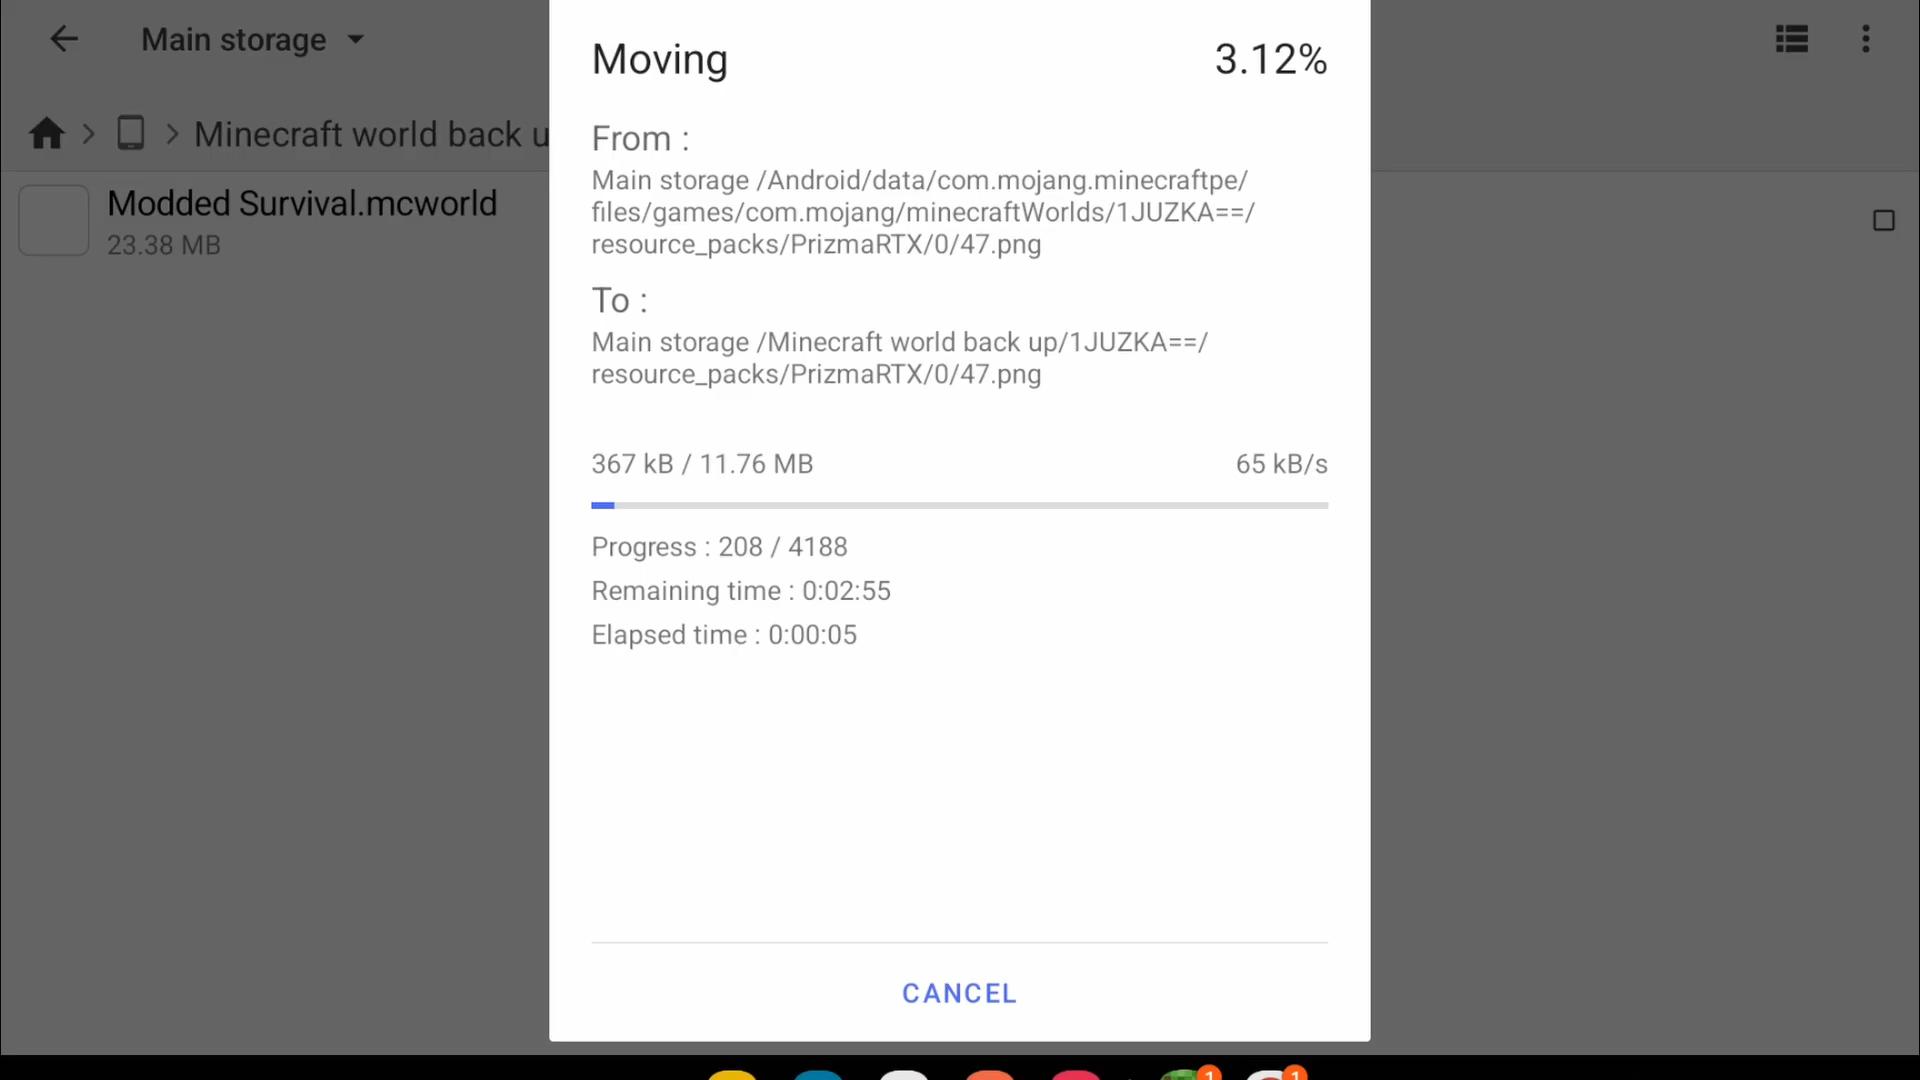 Main storage
Minecraft world back u
Modded Survival.mcworld
23.38 MB
Moving
3.12%
From :
Main storage /Android/data/com.mojang.minecraftpe/
files/games/com.mojang/minecraftWorlds/1JUZKA==/
resource_packs/PrizmaRTX/0/47.png
To :
Main storage /Minecraft world back up/1JUZKA==/
resource_packs/PrizmaRTX/0/47.png
367 kB / 11.76 MB
65 kB/s
Progress : 208 / 4188
Remaining time : 0:02:55
Elapsed time : 0:00:05
CANCEL
1
1